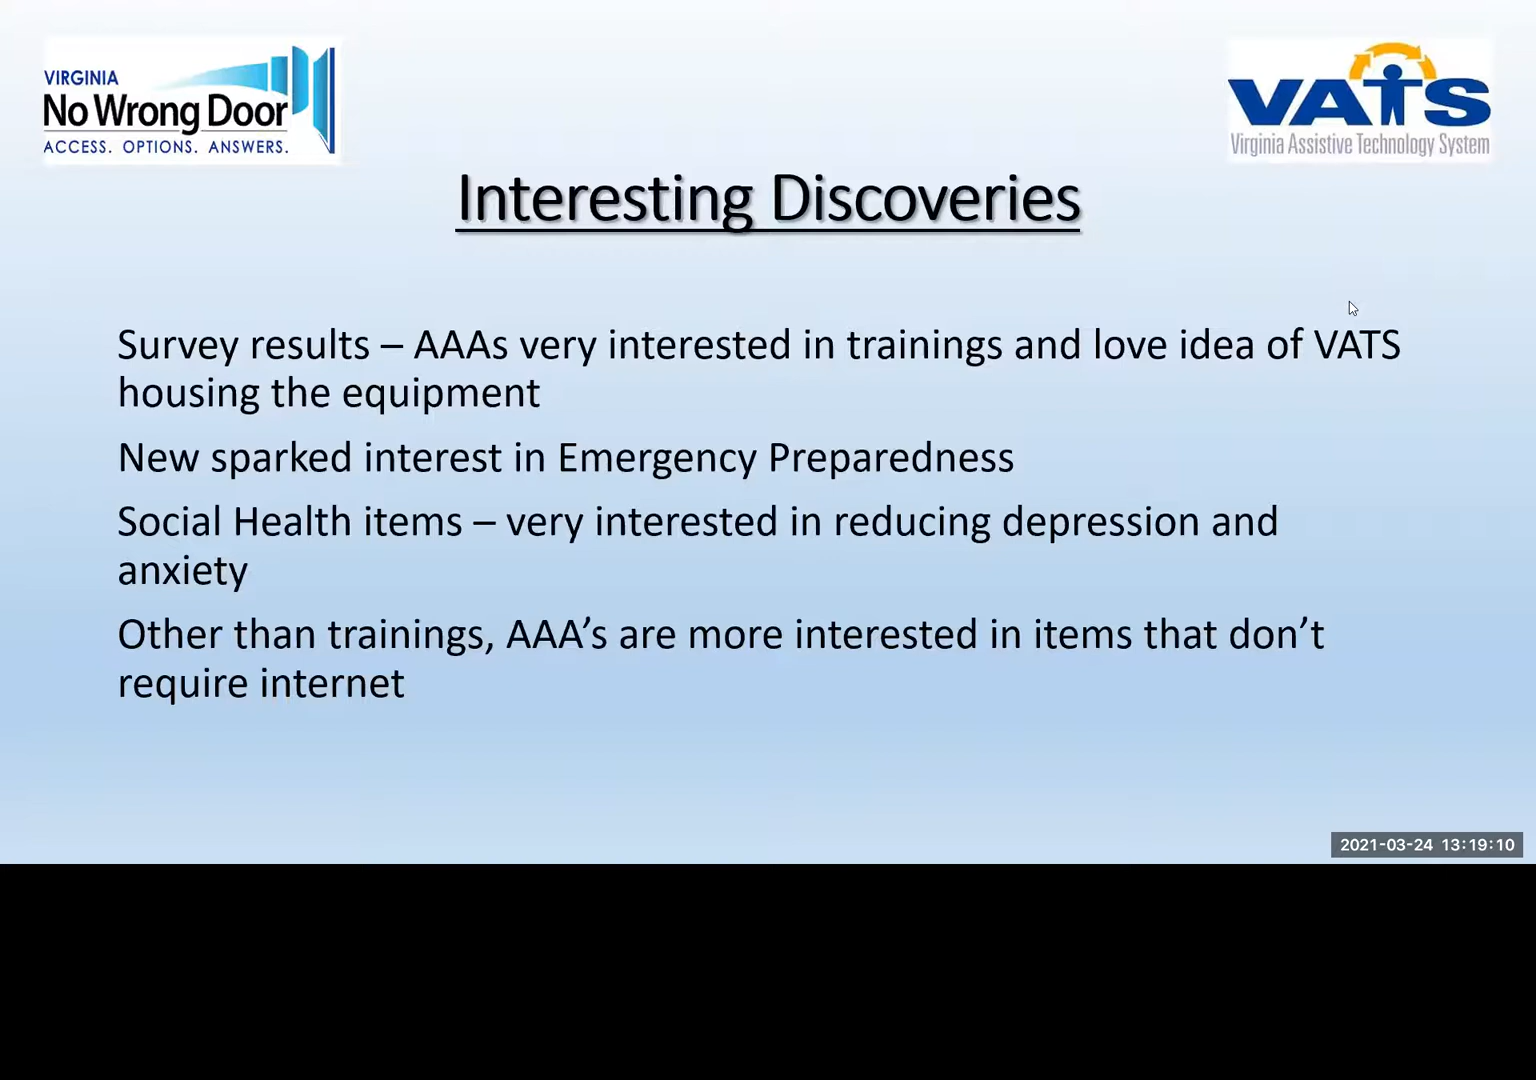 VIRGINIA
No Wrong Door
ACCESS. OPTIONS. ANSWERS.
VATS
Virginia Assistive Technology System
Interesting Discoveries
Survey results – AAAs very interested in trainings and love idea of VATS
housing the equipment
New sparked interest in Emergency Preparedness
Social Health items – very interested in reducing depression and
anxiety
Other than trainings, AAA’s are more interested in items that don’t
require internet
2021-03-24 13:19:10